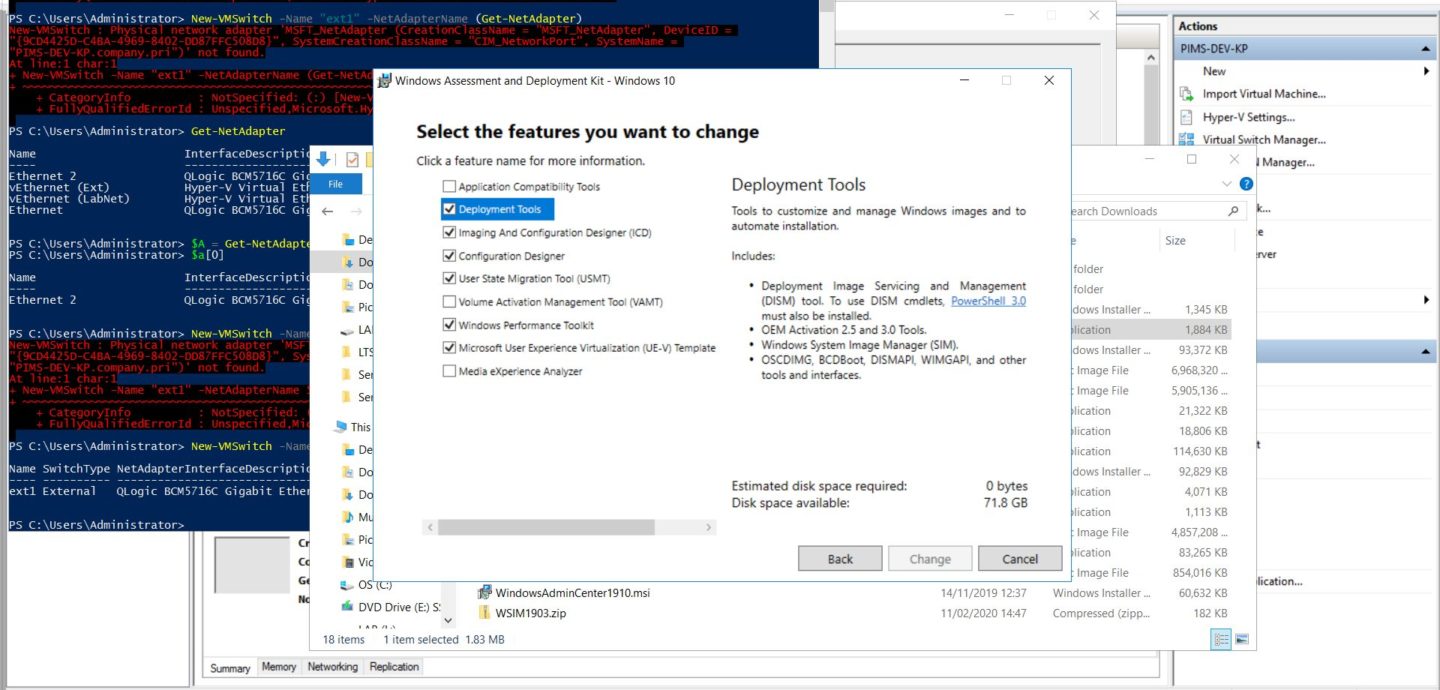 PS C:\Users\Administrator> New-VMSwitch -Name "ext1" -NetAdapterName (Get-NetAdapter)
New-VMSwitch : Physical network adapter 'MSFT_NetAdapter (CreationClassName = "MSFT_NetAdapter", DeviceID =
"{9CD4425D-C4BA-4969-8402-DD87FFC508D8}", SystemCreationClassName = "CIM_NetworkPort", SystemName =
"PIMS-DEV-KP.company.pri")' not found.
At line:1 char:1
+ New-VMSwitch -Name "ext1" -NetAdapterName (Get-NetA
+ CategoryInfo : NotSpecified: (:) [New-V
+ FullyQualifiedErrorId : Unspecified,Microsoft.Hy
PS C:\Users\Administrator> Get-NetAdapter
Name InterfaceDescriptio
---- --------------------
Ethernet 2 QLogic BCM5716C Gig
vEthernet (Ext) Hyper-V Virtual Eth
vEthernet (LabNet) Hyper-V Virtual Eth
Ethernet QLogic BCM5716C Gig
PS C:\Users\Administrator> $A = Get-NetAdapte
PS C:\Users\Administrator> $a[0]
Name InterfaceDescriptio
---- --------------------
Ethernet 2 QLogic BCM5716C Gig
PS C:\Users\Administrator> New-VMSwitch -Name
New-VMSwitch : Physical network adapter 'MSF
"{9CD4425D-C4BA-4969-8402-DD87FFC508D8}", Sy
"PIMS-DEV-KP.company.pri")' not found.
At line:1 char:1
+ New-VMSwitch -Name "ext1" -NetAdapterName $
+ CategoryInfo : NotSpecified: (
+ FullyQualifiedErrorId : Unspecified,Mic
PS C:\Users\Administrator> New-VMSwitch -Name
Name SwitchType NetAdapterInterfaceDescriptio
---- ---------- -----------------------------
ext1 External QLogic BCM5716C Gigabit Ether
PS C:\Users\Administrator>
Windows Assessment and Deployment Kit - Windows 10
Select the features you want to change
Click a feature name for more information.
Application Compatibility Tools
Deployment Tools
Imaging And Configuration Designer (ICD)
Configuration Designer
User State Migration Tool (USMT)
Volume Activation Management Tool (VAMT)
Windows Performance Toolkit
Microsoft User Experience Virtualization (UE-V) Template
Media eXperience Analyzer
Deployment Tools
Tools to customize and manage Windows images and to
automate installation.
Includes:
• Deployment Image Servicing and Management
(DISM) tool. To use DISM cmdlets, PowerShell 3.0
must also be installed.
• OEM Activation 2.5 and 3.0 Tools.
• Windows System Image Manager (SIM).
• OSCDIMG, BCDBoot, DISMAPI, WIMGAPI, and other
tools and interfaces.
Estimated disk space required: 0 bytes
Disk space available: 71.8 GB
Back Change Cancel
File
De
Do
Do
Pic
LA
LTS
Ser
Ser
This
De
Do
Do
Mu
Pic
Vid
OS (C:)
DVD Drive (E:) S
earch Downloads
e Size
folder
folder
dows Installer ... 1,345 KB
plication 1,884 KB
dows Installer ... 93,372 KB
c Image File 6,968,320 ...
c Image File 5,905,136 ...
plication 21,322 KB
plication 18,806 KB
plication 114,630 KB
dows Installer ... 92,829 KB
plication 4,071 KB
plication 1,113 KB
c Image File 4,857,208 ...
plication 83,265 KB
c Image File 854,016 KB
WindowsAdminCenter1910.msi 14/11/2019 12:37 Windows Installer ... 60,632 KB
WSIM1903.zip 11/02/2020 14:47 Compressed (zipp... 182 KB
18 items 1 item selected 1.83 MB
Cr
Co
Ge
No
Summary Memory Networking Replication
Actions
PIMS-DEV-KP
New
Import Virtual Machine...
Hyper-V Settings...
Virtual Switch Manager...
N Manager...
k...
ce
erver
t
lication...